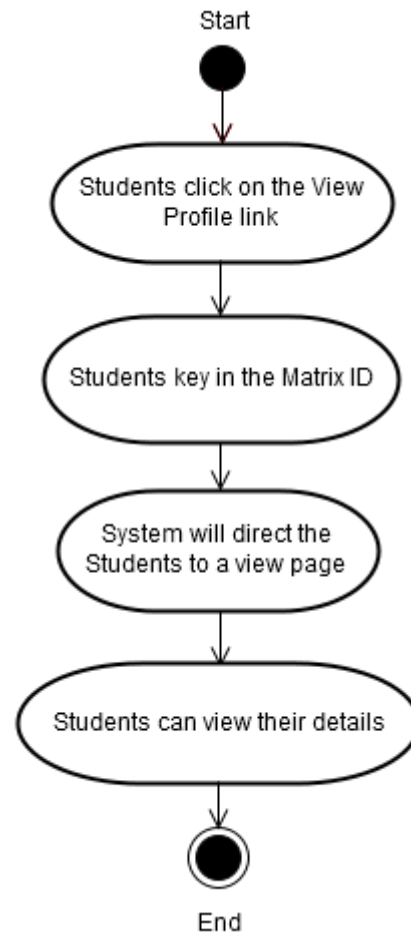 Start
Students click on the View
Profile link
Students key in the Matrix ID
System will direct the
Students to a view page
Students can view their details
End